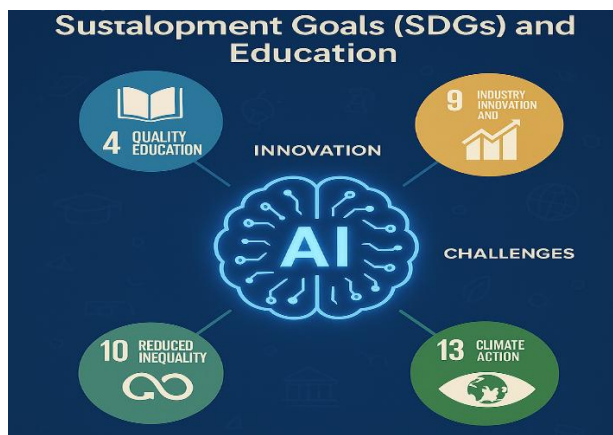 Sustalopment Goals (SDGs) and
Education
4 QUALITY
EDUCATION
9 INDUSTRY
INNOVATION
AND
INNOVATION
AI
CHALLENGES
10 REDUCED
INEQUALITY
13 CLIMATE
ACTION